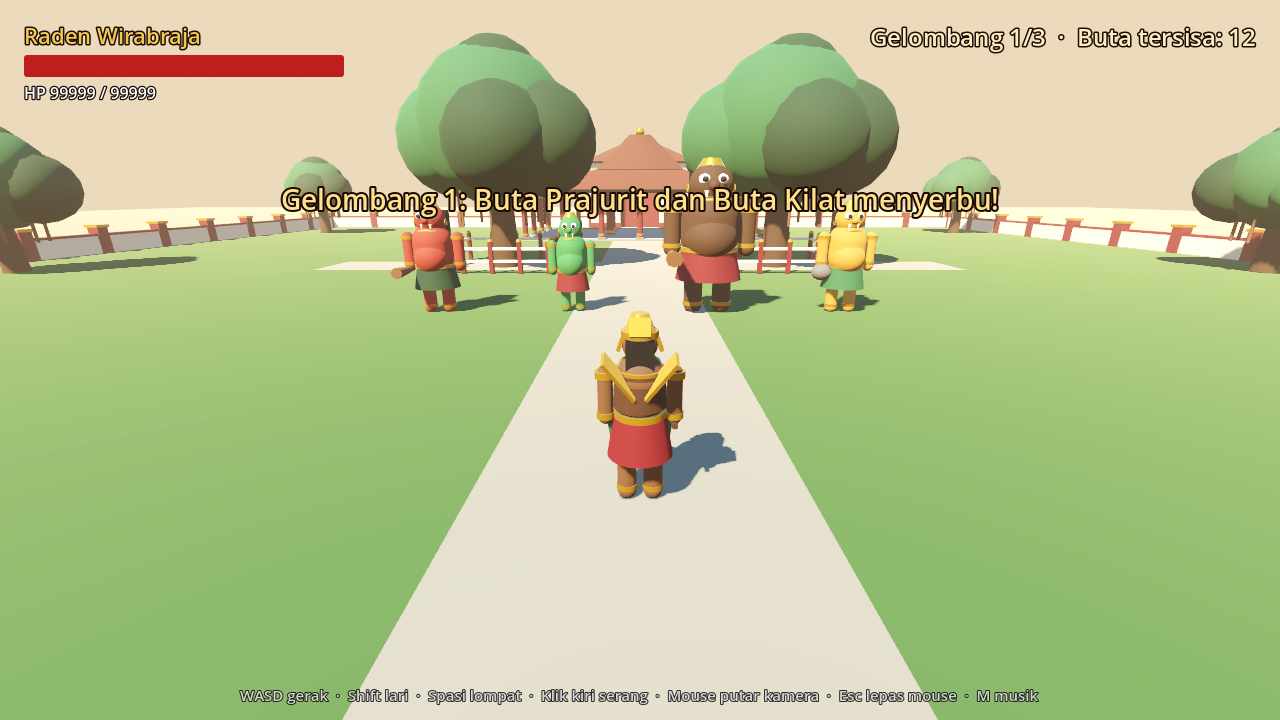 Raden Wirabraja
Gelombang 1/3 · Buta tersisa: 12
HP 99999 / 99999
Gelombang 1: Buta Prajurit dan Buta Kilat menyerbu!
WASD gerak · Shift lari · Spasi lompat · Klik kiri serang · Mouse putar kamera · Esc lepas mouse · M musik